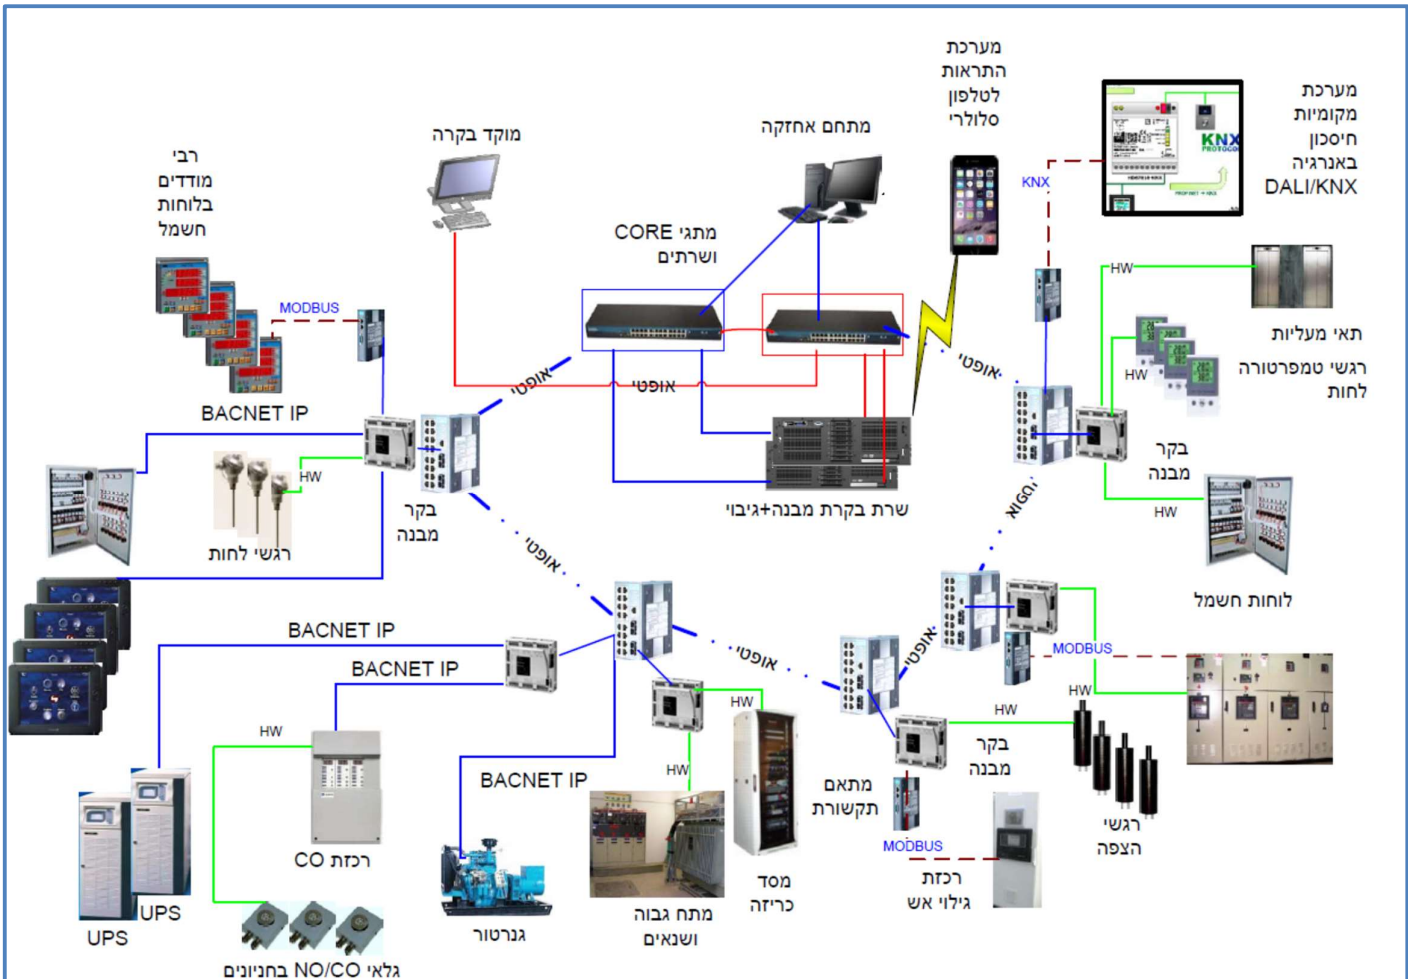 מערכת
התראות
לטלפון
סלולרי
מערכת
מקומיות
חיסכון
באנרגיה
DALI/KNX
KNX
PROTOCO
KNX
מתחם אחזקה
מוקד בקרה
רבי
מודדים
בלוחות
חשמל
מתגי CORE
ושרתים
MODBUS
HW
תאי מעליות
רגשי טמפרטורה
לחות
HW
אופטי
אופטי
אופטי
BACNET IP
HW
רגשי לחות
בקר
מבנה
שרת בקרת מבנה+גיבוי
בקר
מבנה
HW
אופטי
לוחות חשמל
אופטי
BACNET IP
BACNET IP
אופטי
אופטי
MODBUS
HW
HW
HW
HW
HW
בקר
מבנה
BACNET IP
מתאם
תקשורת
רגשי
הצפה
MODBUS
רכזת CO
רכזת
גילוי אש
מסד
כריזה
מתח גבוה
ושנאים
גנרטור
UPS
UPS
גלאי NO/CO בחניונים